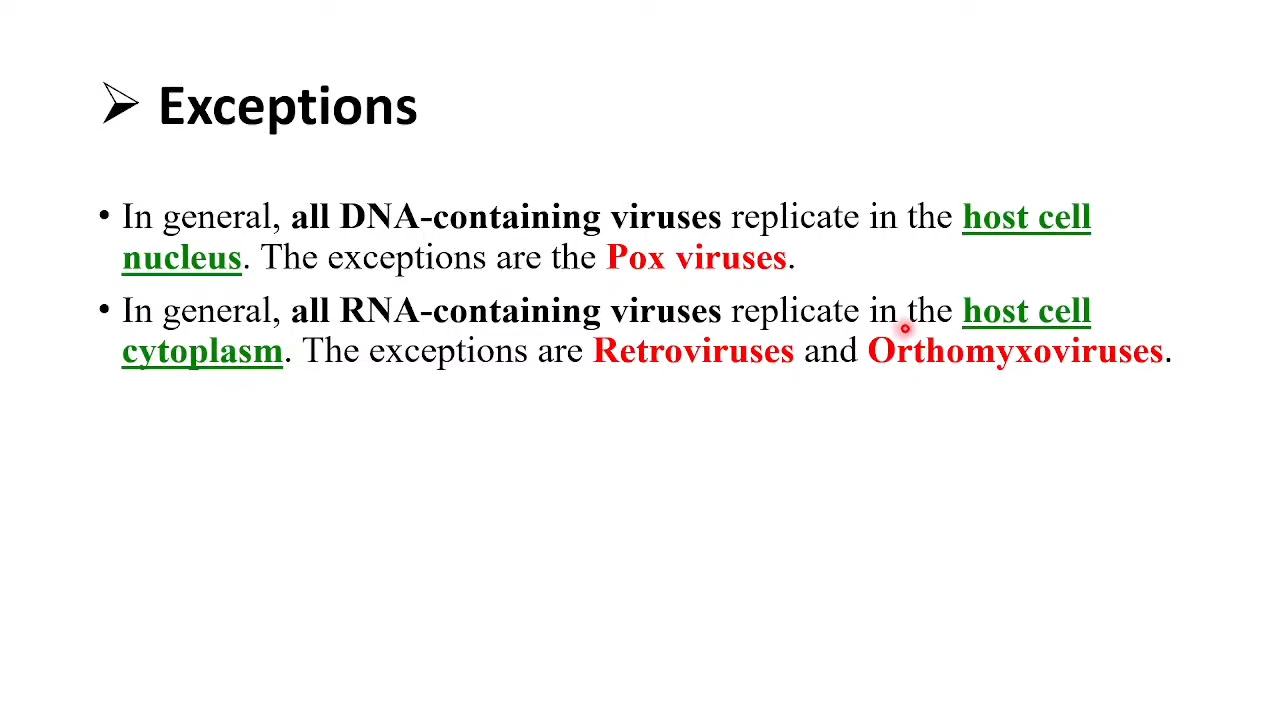 ➢ Exceptions
• In general, all DNA-containing viruses replicate in the host cell
nucleus. The exceptions are the Pox viruses.
• In general, all RNA-containing viruses replicate in the host cell
cytoplasm. The exceptions are Retroviruses and Orthomyxoviruses.